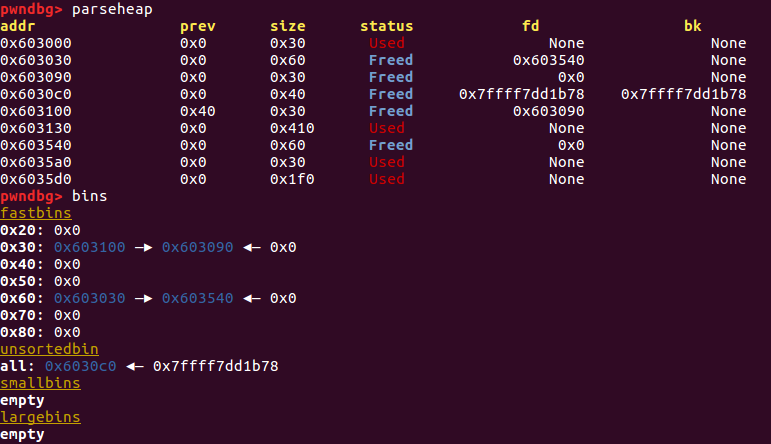 pwndbg> parseheap
addr prev size status fd bk
0x603000 0x0 0x30 Used None None
0x603030 0x0 0x60 Freed 0x603540 None
0x603090 0x0 0x30 Freed 0x0 None
0x6030c0 0x0 0x40 Freed 0x7ffff7dd1b78 0x7ffff7dd1b78
0x603100 0x40 0x30 Freed 0x603090 None
0x603130 0x0 0x410 Used None None
0x603540 0x0 0x60 Freed 0x0 None
0x6035a0 0x0 0x30 Used None None
0x6035d0 0x0 0x1f0 Used None None
pwndbg> bins
fastbins
0x20: 0x0
0x30: 0x603100 —▸ 0x603090 ◂— 0x0
0x40: 0x0
0x50: 0x0
0x60: 0x603030 —▸ 0x603540 ◂— 0x0
0x70: 0x0
0x80: 0x0
unsortedbin
all: 0x6030c0 ◂— 0x7ffff7dd1b78
smallbins
empty
largebins
empty